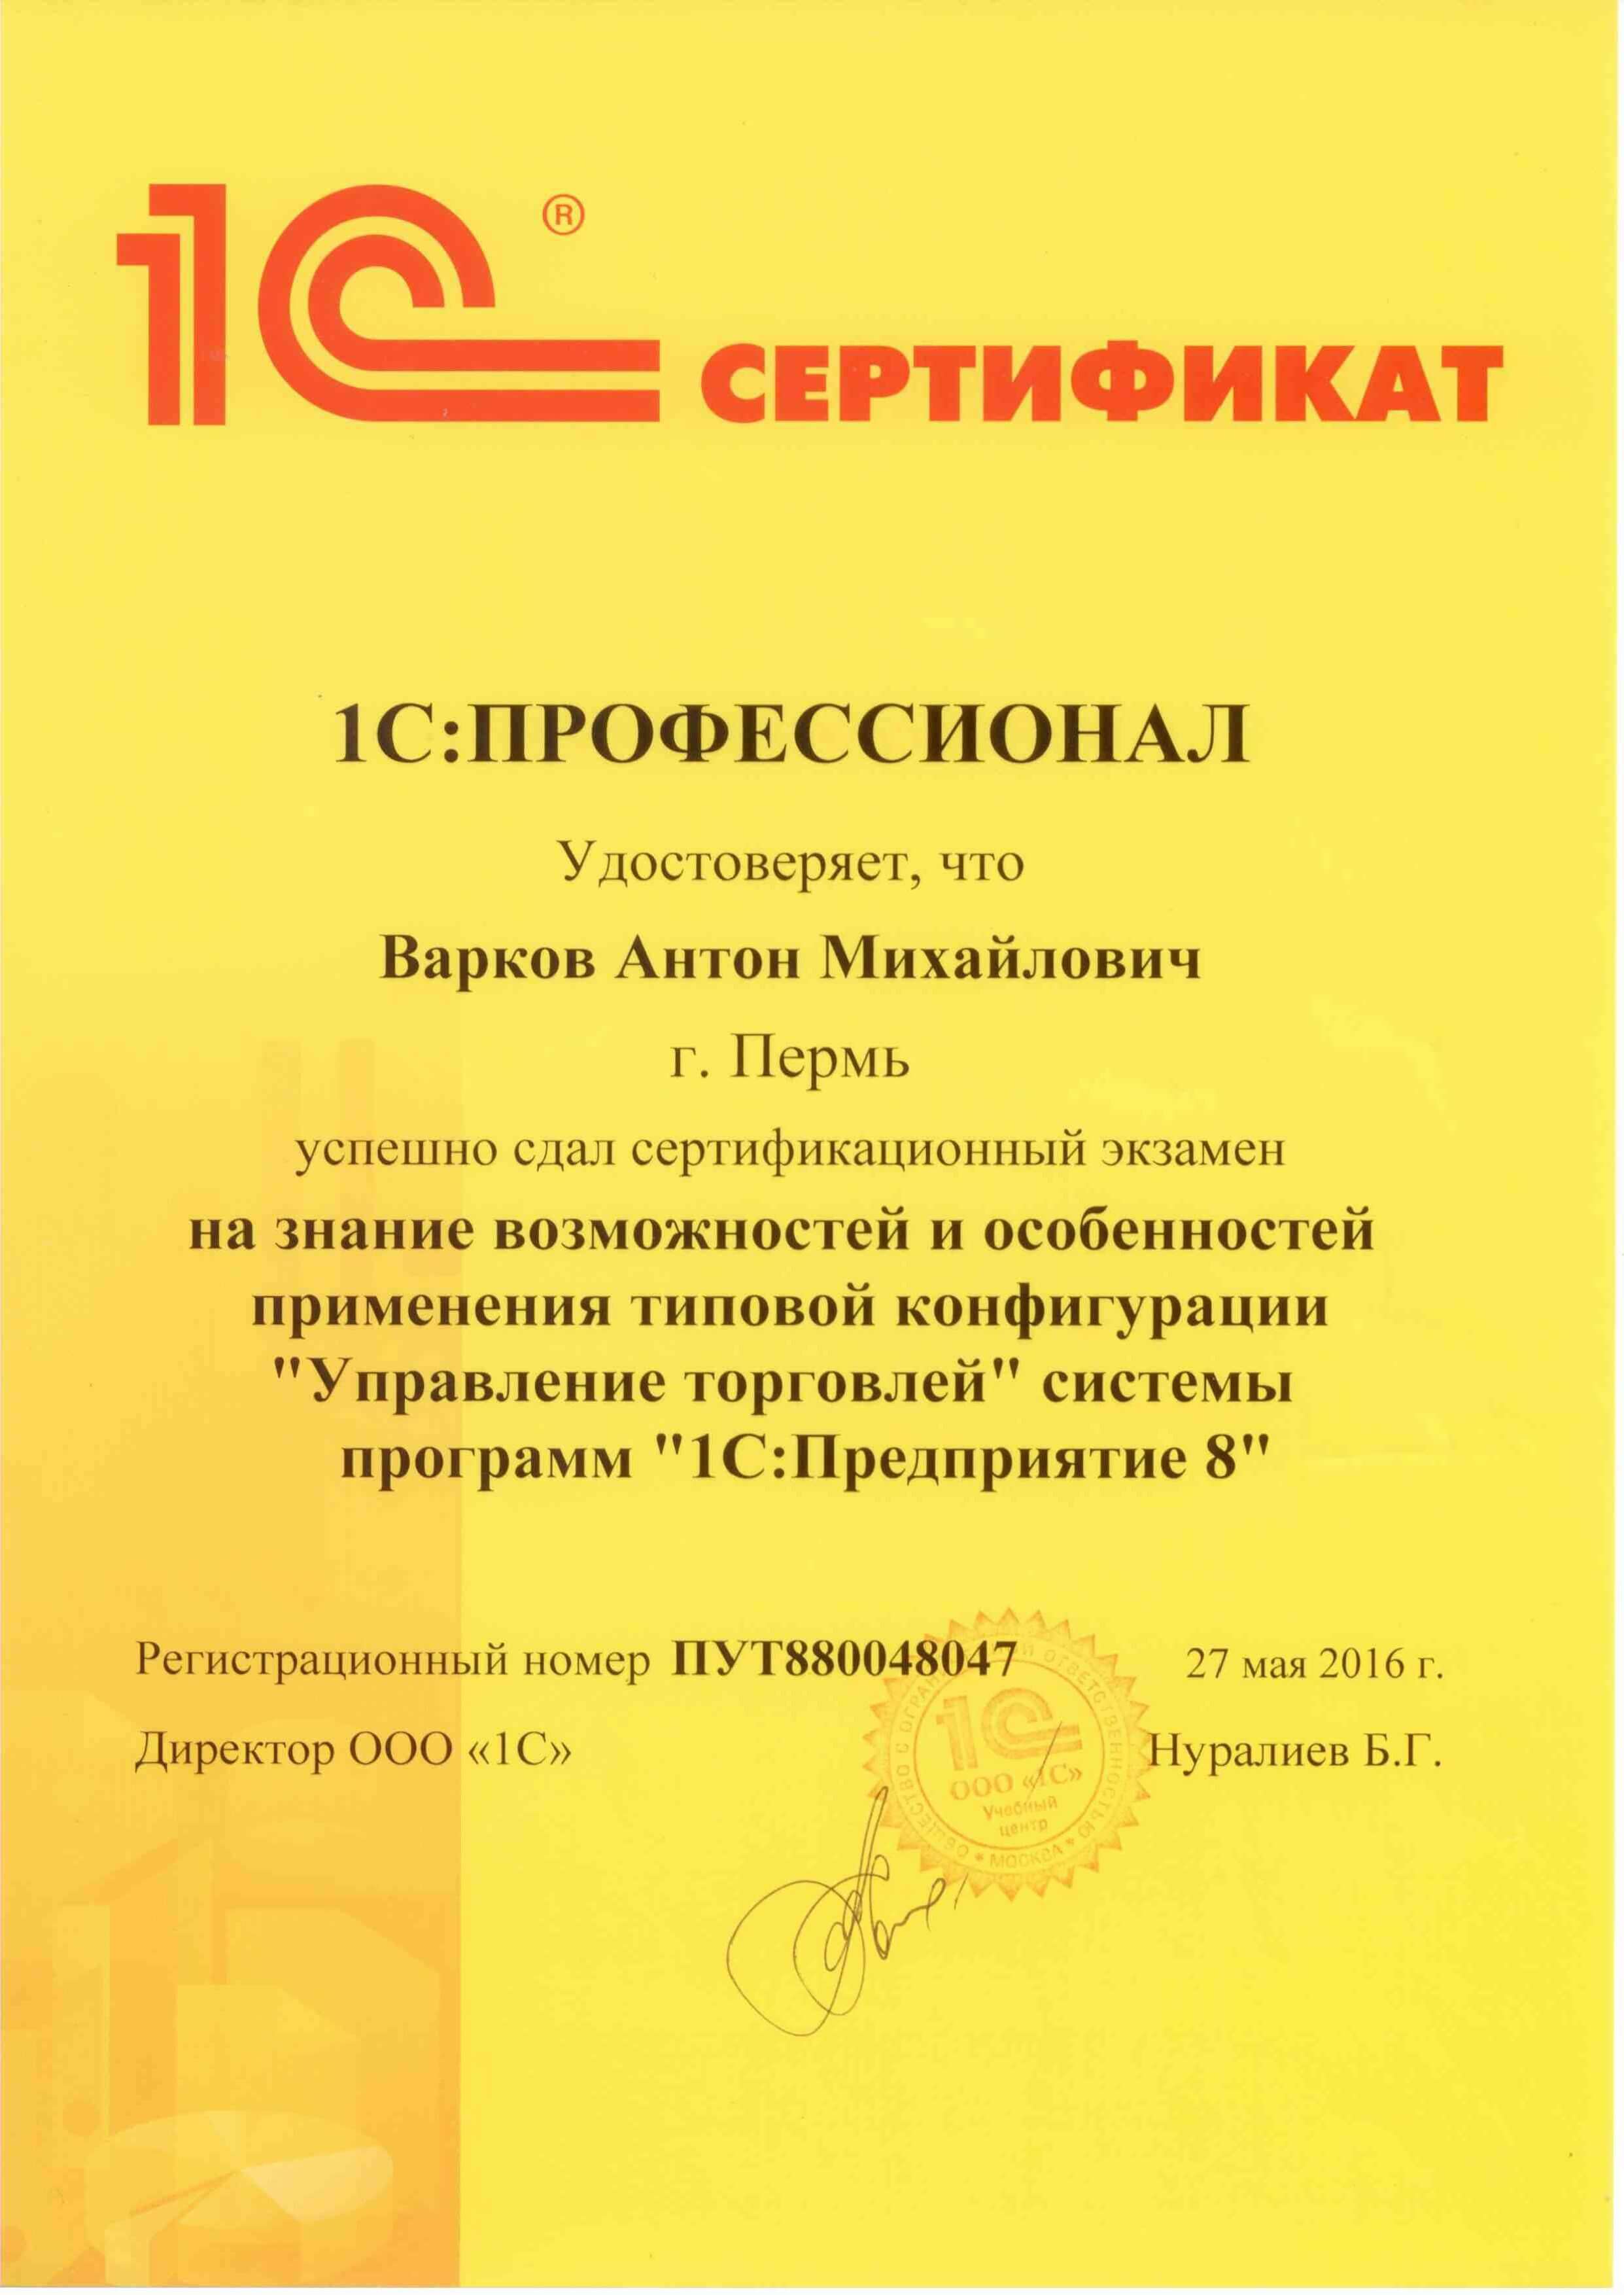 1С ®
СЕРТИФИКАТ
1С:ПРОФЕССИОНАЛ
Удостоверяет, что
Варков Антон Михайлович
г. Пермь
успешно сдал сертификационный экзамен
на знание возможностей и особенностей
применения типовой конфигурации
"Управление торговлей" системы
программ "1С:Предприятие 8"
Регистрационный номер ПУТ880048047
27 мая 2016 г.
Директор ООО «1С»
Нуралиев Б.Г.
1С
ООО «1С»
Учебный
центр
ОБЩЕСТВО С ОТВЕТСТВЕННОСТЬЮ
МОСКВА